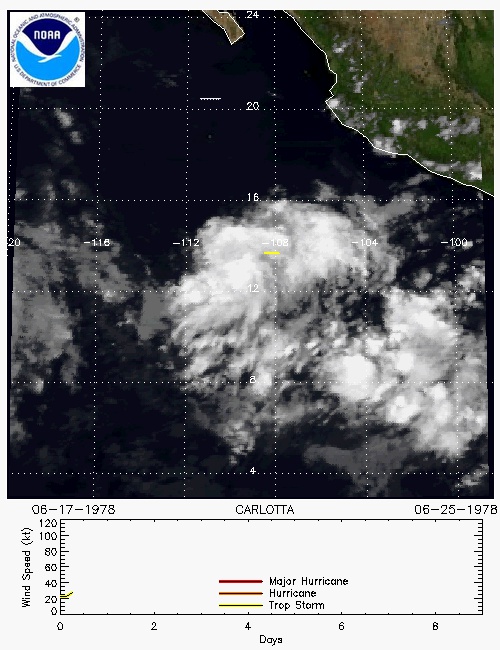 NOAA
NATIONAL OCEANIC AND ATMOSPHERIC ADMINISTRATION
U.S. DEPARTMENT OF COMMERCE
24
20
16
20 -116 -112 -108 -104 -100
12
8
4
06-17-1978 CARLOTTA 06-25-1978
Wind Speed (kt)
120
100
80
60
40
20
0
Major Hurricane
Hurricane
Trop Storm
0 2 4 6 8
Days